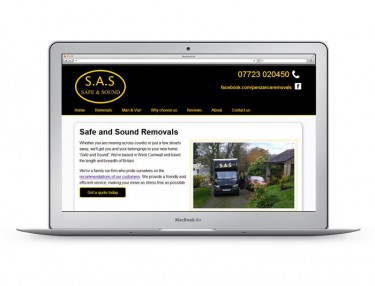 S.A.S
SAFE & SOUND
07723 020450
facebook.com/penzanceremovals
Home Removals Man & Van Why choose us Reviews About Contact us
Safe and Sound Removals
Whether you are moving across country or just a few streets
away, we'll get you and your belongings to your new home
'Safe and Sound'. We're based in West Cornwall and travel
the length and breadth of Britain.
We're a family run firm who pride ourselves on the
recommendations of our customers. We provide a friendly and
efficient service, making your move as stress free as possible.
Get a quote today
S.A.S
MacBook Air